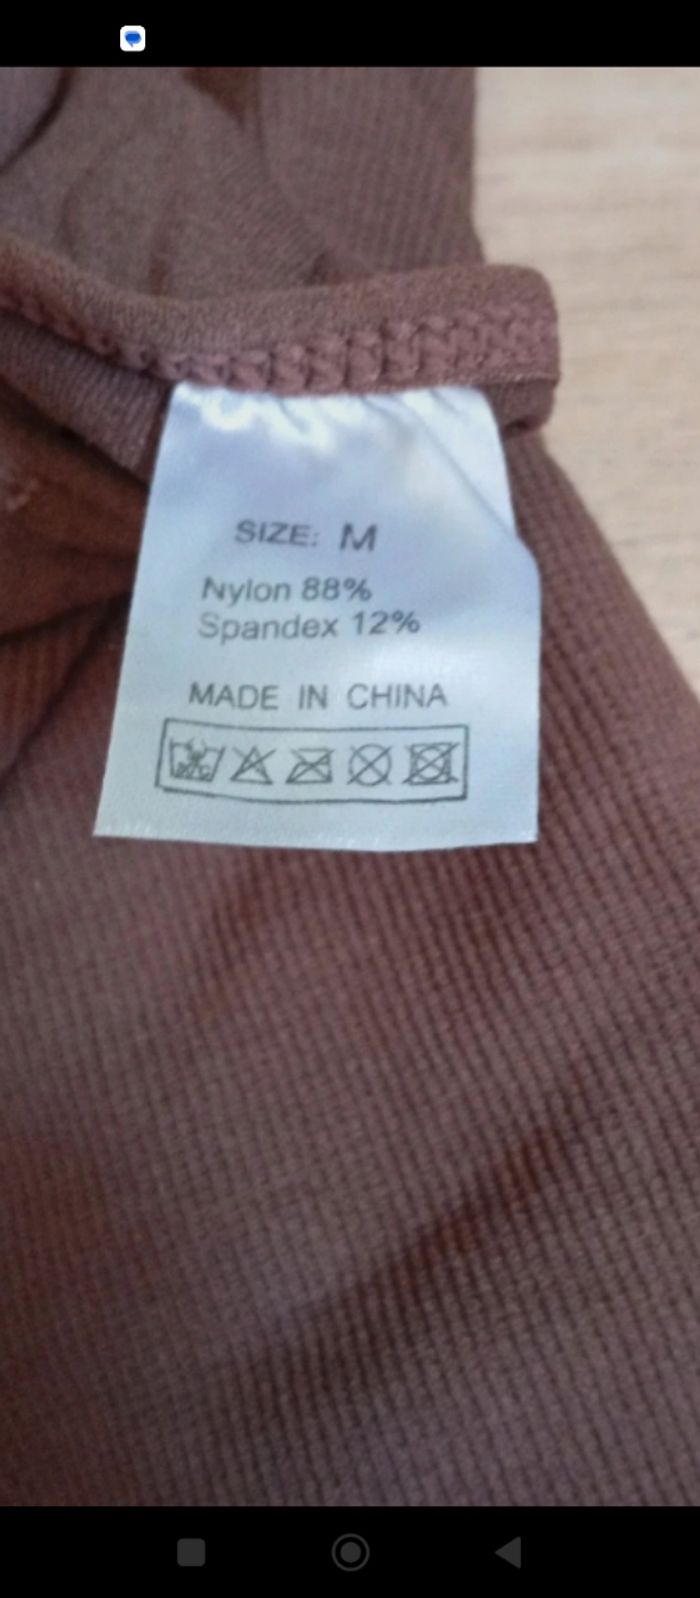 SIZE: M
Nylon 88%
Spandex 12%
MADE IN CHINA